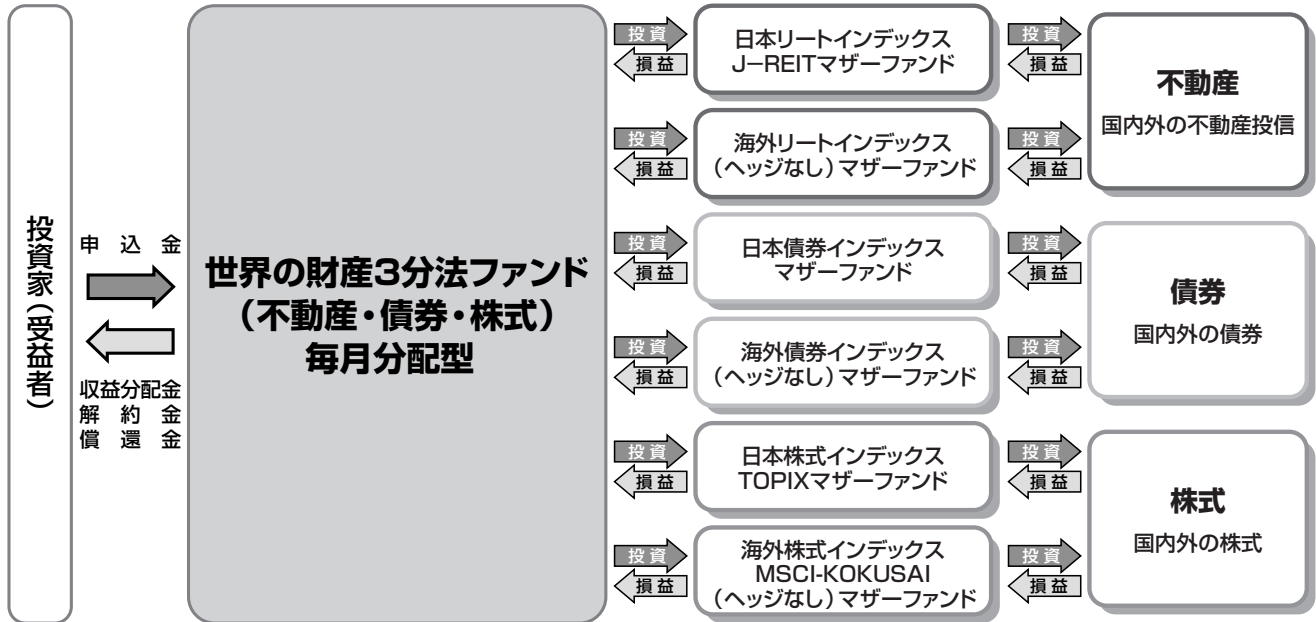 投資家（受益者）
申込金
収益分配金
解約金
償還金
世界の財産3分法ファンド
（不動産・債券・株式）
毎月分配型
投資
損益
日本リートインデックス
J−REITマザーファンド
投資
損益
投資
損益
海外リートインデックス
（ヘッジなし）マザーファンド
投資
損益
不動産
国内外の不動産投信
投資
損益
日本債券インデックス
マザーファンド
投資
損益
投資
損益
海外債券インデックス
（ヘッジなし）マザーファンド
投資
損益
債券
国内外の債券
投資
損益
日本株式インデックス
TOPIXマザーファンド
投資
損益
投資
損益
海外株式インデックス
MSCI-KOKUSAI
（ヘッジなし）マザーファンド
投資
損益
株式
国内外の株式